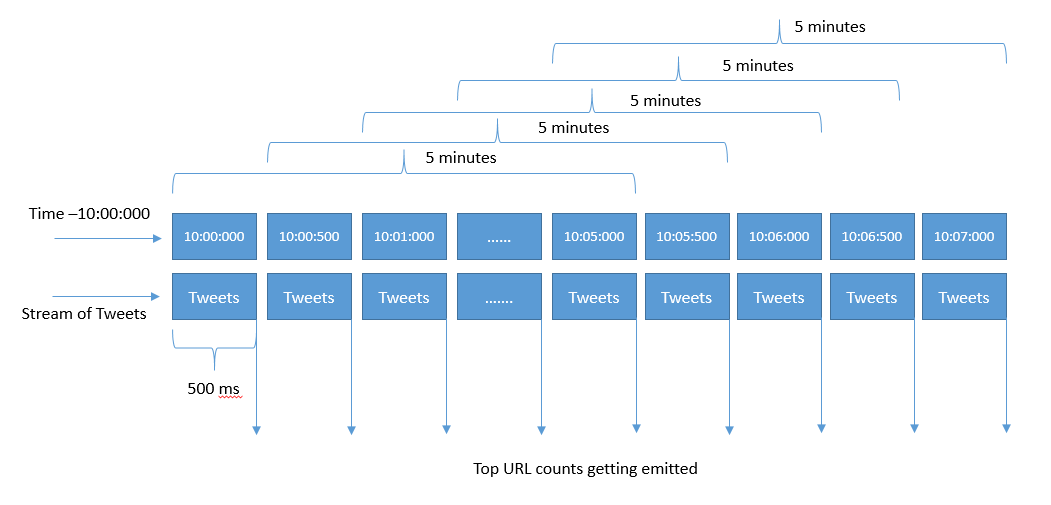 5 minutes
5 minutes
5 minutes
5 minutes
5 minutes
Time –10:00:000
10:00:000 10:00:500 10:01:000 ...... 10:05:000 10:05:500 10:06:000 10:06:500 10:07:000
Tweets Tweets Tweets ....... Tweets Tweets Tweets Tweets Tweets
Stream of Tweets
500 ms
Top URL counts getting emitted